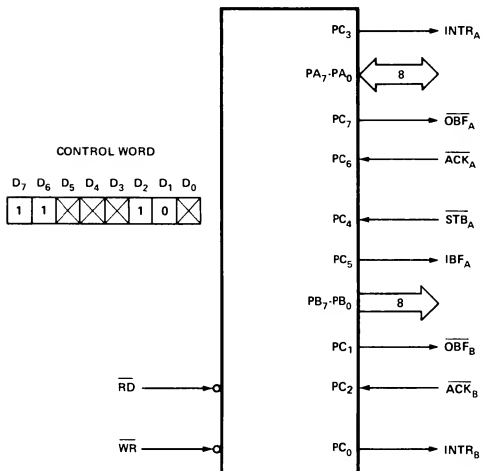 PC3 INTRA
PA7-PA0 8
PC7 OBFA
CONTROL WORD
PC6 ACKA
D7 D6 D5 D4 D3 D2 D1 D0
1 1 1 0
PC4 STBA
PC5 IBFA
PB7-PB0 8
PC1 OBFB
RD
PC2 ACKB
WR
PC0 INTRB